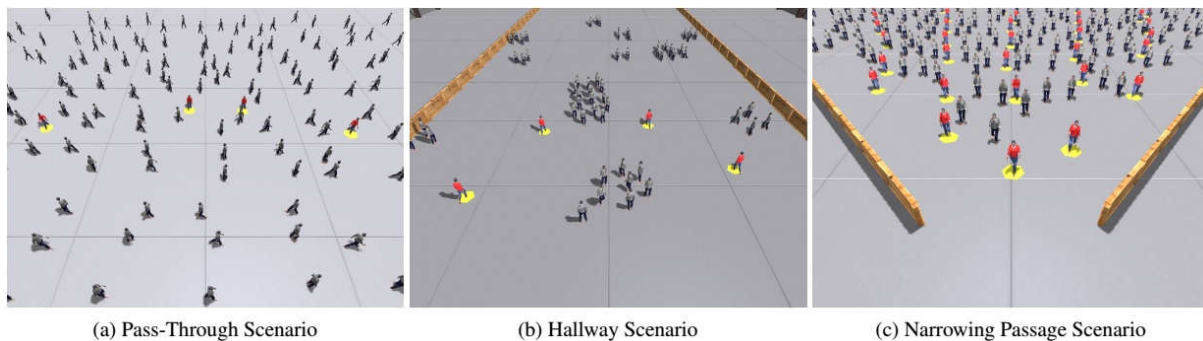 (a) Pass-Through Scenario
(b) Hallway Scenario
(c) Narrowing Passage Scenario